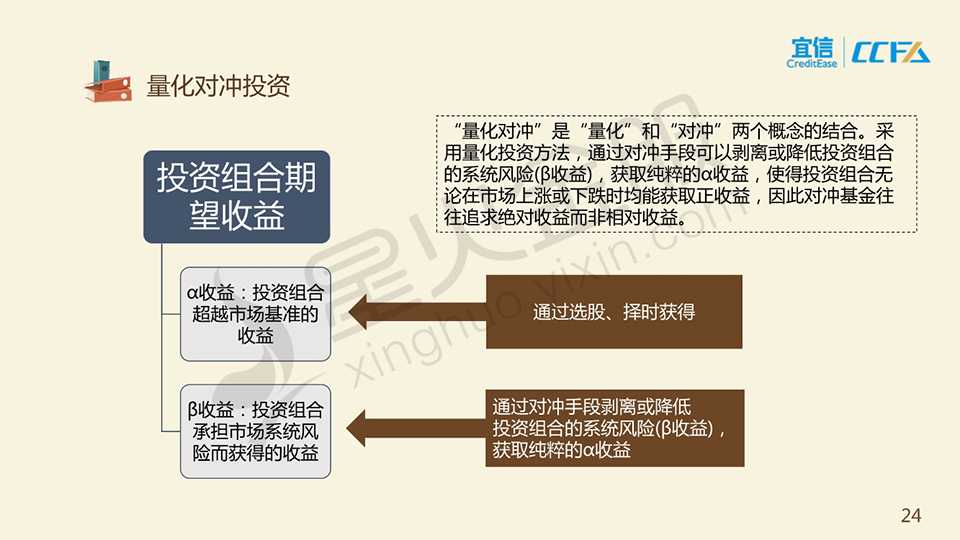 宜信
CreditEase
CCFA
量化对冲投资
“量化对冲”是“量化”和“对冲”两个概念的结合。采
用量化投资方法，通过对冲手段可以剥离或降低投资组合
的系统风险(β收益)，获取纯粹的α收益，使得投资组合无
论在市场上涨或下跌时均能获取正收益，因此对冲基金往
往追求绝对收益而非相对收益。
投资组合期
望收益
α收益：投资组合
超越市场基准的
收益
通过选股、择时获得
β收益：投资组合
承担市场系统风
险而获得的收益
通过对冲手段剥离或降低
投资组合的系统风险(β收益)，
获取纯粹的α收益
星火金服
xinghuo.yixin.com
24